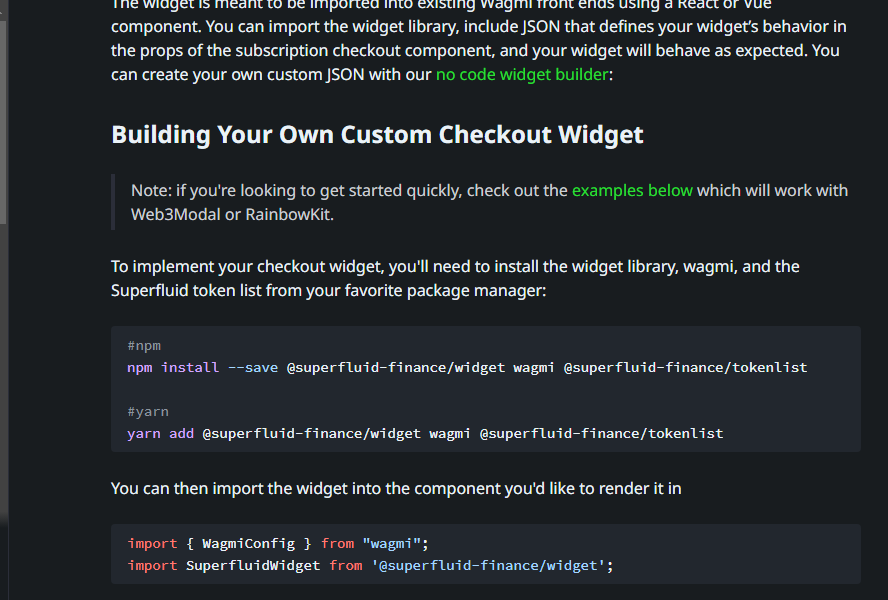 The widget is meant to be imported into existing Wagmi front ends using a React or Vue
component. You can import the widget library, include JSON that defines your widget’s behavior in
the props of the subscription checkout component, and your widget will behave as expected. You
can create your own custom JSON with our no code widget builder:
Building Your Own Custom Checkout Widget
Note: if you're looking to get started quickly, check out the examples below which will work with
Web3Modal or RainbowKit.
To implement your checkout widget, you'll need to install the widget library, wagmi, and the
Superfluid token list from your favorite package manager:
#npm
npm install --save @superfluid-finance/widget wagmi @superfluid-finance/tokenlist
#yarn
yarn add @superfluid-finance/widget wagmi @superfluid-finance/tokenlist
You can then import the widget into the component you'd like to render it in
import { WagmiConfig } from "wagmi";
import SuperfluidWidget from '@superfluid-finance/widget';